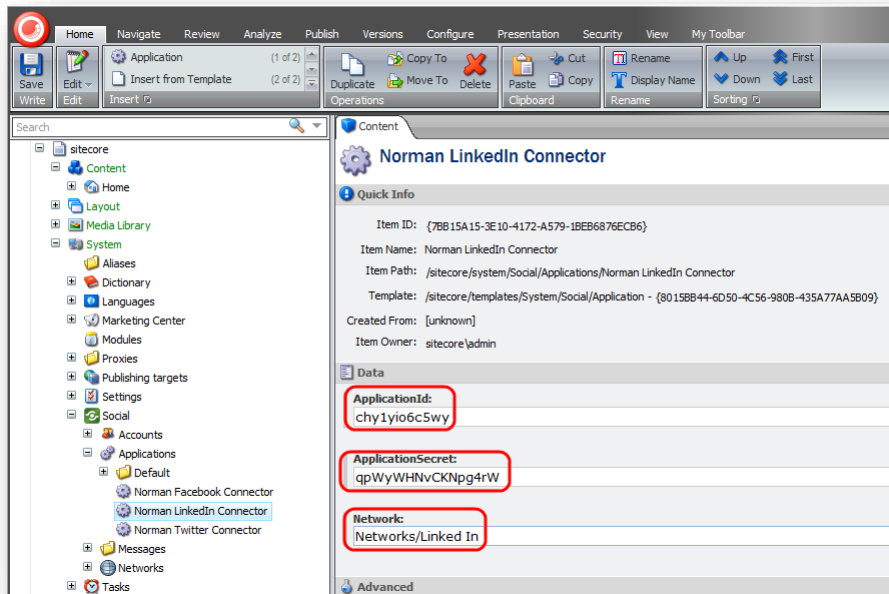 Home Navigate Review Analyze Publish Versions Configure Presentation Security View My Toolbar
Save
Write
Edit
Edit
Application (1 of 2)
Insert from Template (2 of 2)
Insert
Duplicate
Copy To
Move To
Delete
Operations
Paste
Cut
Copy
Clipboard
Rename
Display Name
Rename
Up First
Down Last
Sorting
Search
sitecore
Content
Home
Layout
Media Library
System
Aliases
Dictionary
Languages
Marketing Center
Modules
Proxies
Publishing targets
Settings
Social
Accounts
Applications
Default
Norman Facebook Connector
Norman LinkedIn Connector
Norman Twitter Connector
Messages
Networks
Tasks
Content
Norman LinkedIn Connector
Quick Info
Item ID: {7BB15A15-3E10-4172-A579-1BEB6876ECB6}
Item Name: Norman LinkedIn Connector
Item Path: /sitecore/system/Social/Applications/Norman LinkedIn Connector
Template: /sitecore/templates/System/Social/Application - {8015BB44-6D50-4C56-980B-435A77AA5B09}
Created From: [unknown]
Item Owner: sitecore\admin
Data
ApplicationId:
chy1yio6c5wy
ApplicationSecret:
qpWyWHNvCKNpg4rW
Network:
Networks/Linked In
Advanced